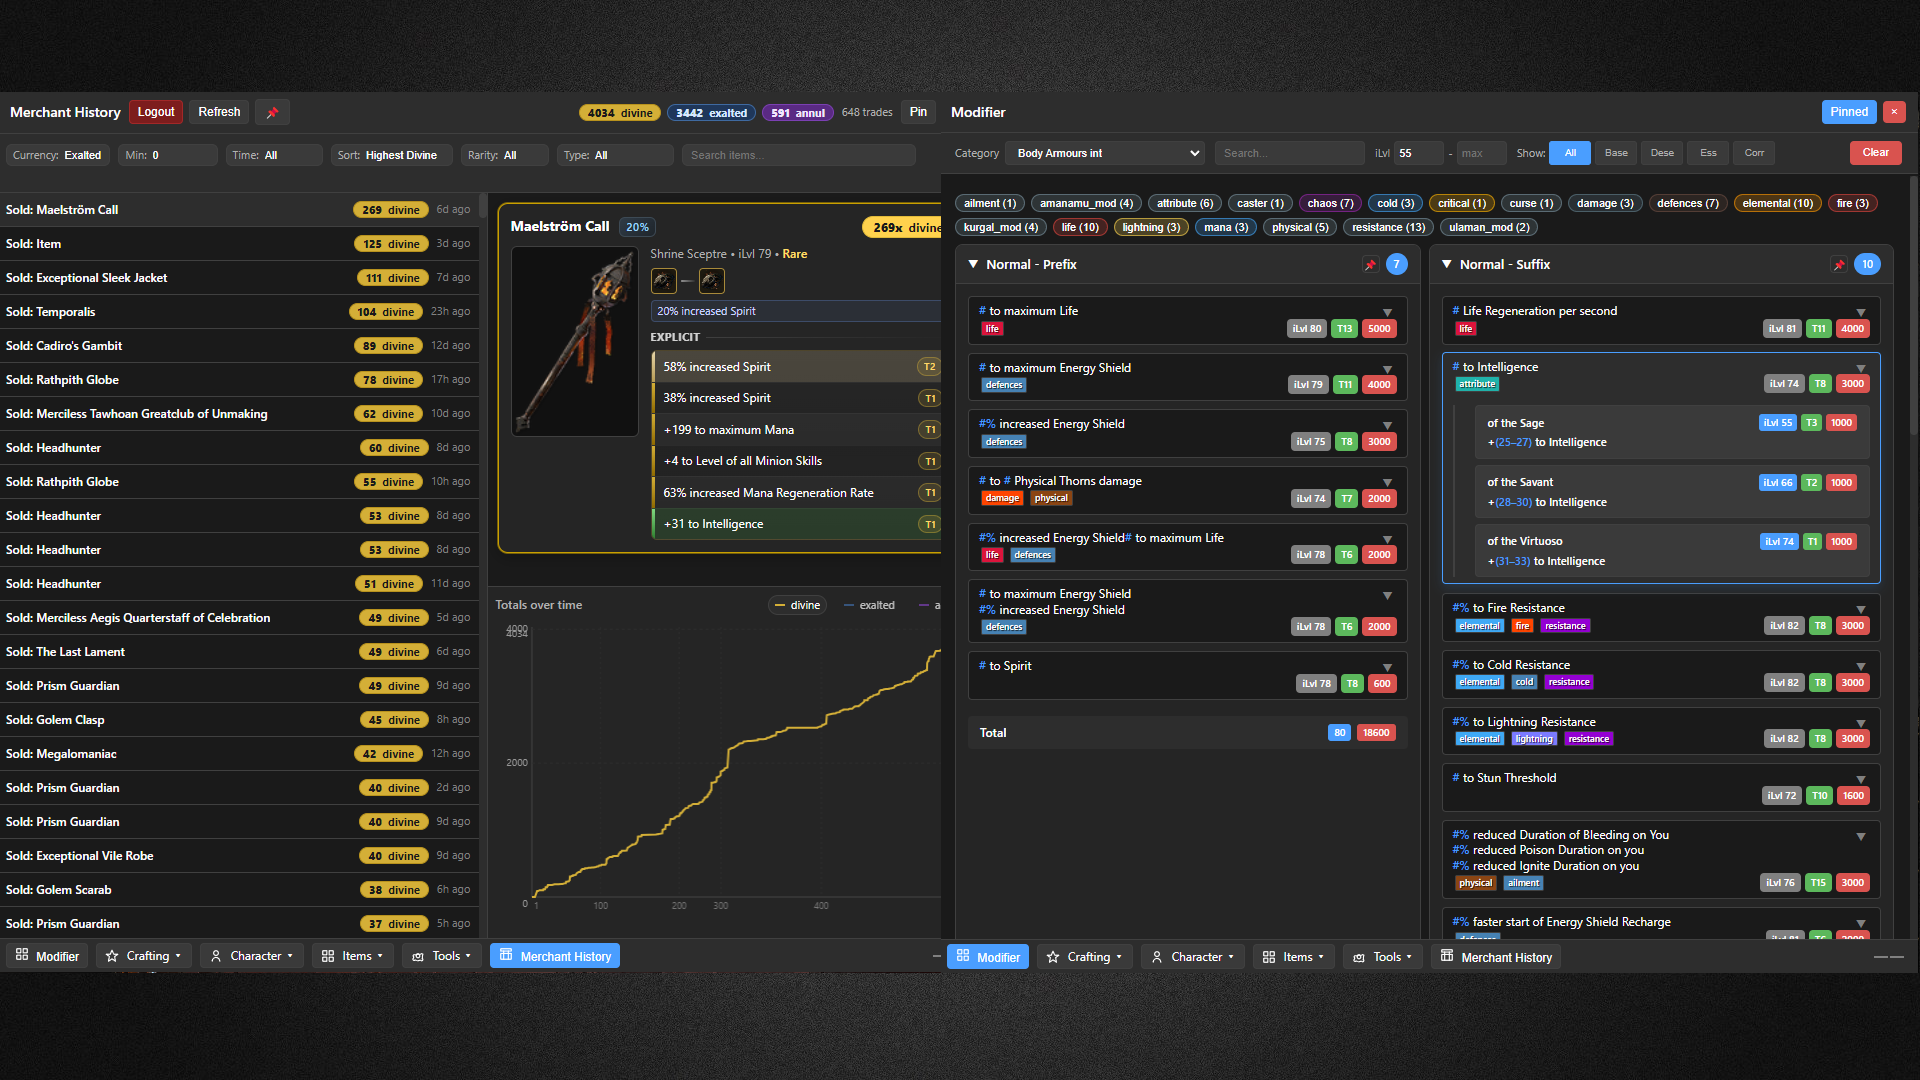 Merchant History Logout Refresh 4034 divine 3442 exalted 591 annul 648 trades Pin
Currency: Exalted Min: 0 Time: All Sort: Highest Divine Rarity: All Type: All Search items...
Sold: Maelström Call 269 divine 6d ago
Sold: Item 125 divine 3d ago
Sold: Exceptional Sleek Jacket 111 divine 7d ago
Sold: Temporalis 104 divine 23h ago
Sold: Cadiro's Gambit 89 divine 12d ago
Sold: Rathpith Globe 78 divine 17h ago
Sold: Merciless Tawhoan Greatclub of Unmaking 62 divine 10d ago
Sold: Headhunter 60 divine 8d ago
Sold: Rathpith Globe 55 divine 10h ago
Sold: Headhunter 53 divine 8d ago
Sold: Headhunter 53 divine 8d ago
Sold: Headhunter 51 divine 11d ago
Sold: Merciless Aegis Quarterstaff of Celebration 49 divine 5d ago
Sold: The Last Lament 49 divine 6d ago
Sold: Prism Guardian 49 divine 9d ago
Sold: Golem Clasp 45 divine 8h ago
Sold: Megalomaniac 42 divine 12h ago
Sold: Prism Guardian 40 divine 2d ago
Sold: Prism Guardian 40 divine 9d ago
Sold: Exceptional Vile Robe 40 divine 9d ago
Sold: Golem Scarab 38 divine 6h ago
Sold: Prism Guardian 37 divine 5h ago
Maelström Call 20% 269x divine
Shrine Sceptre • iLvl 79 • Rare
20% increased Spirit
EXPLICIT
58% increased Spirit T2
38% increased Spirit T1
+199 to maximum Mana T1
+4 to Level of all Minion Skills T1
63% increased Mana Regeneration Rate T1
+31 to Intelligence T1
Totals over time divine exalted a
4000
4034
2000
0 1 100 200 300 400
Modifier Crafting Character Items Tools Merchant History
Modifier Pinned ×
Category Body Armours int Search... iLvl 55 - max Show: All Base Dese Ess Corr Clear
ailment (1) amanamu_mod (4) attribute (6) caster (1) chaos (7) cold (3) critical (1) curse (1) damage (3) defences (7) elemental (10) fire (3)
kurgal_mod (4) life (10) lightning (3) mana (3) physical (5) resistance (13) ulaman_mod (2)
Normal - Prefix 7
# to maximum Life
life iLvl 80 T13 5000
# to maximum Energy Shield
defences iLvl 79 T11 4000
#% increased Energy Shield
defences iLvl 75 T8 3000
# to # Physical Thorns damage
damage physical iLvl 74 T7 2000
#% increased Energy Shield# to maximum Life
life defences iLvl 78 T6 2000
# to maximum Energy Shield
#% increased Energy Shield
defences iLvl 78 T6 2000
# to Spirit
iLvl 78 T8 600
Total 80 18600
Normal - Suffix 10
# Life Regeneration per second
life iLvl 81 T11 4000
# to Intelligence
attribute iLvl 74 T8 3000
of the Sage iLvl 55 T3 1000
+(25–27) to Intelligence
of the Savant iLvl 66 T2 1000
+(28–30) to Intelligence
of the Virtuoso iLvl 74 T1 1000
+(31–33) to Intelligence
#% to Fire Resistance
elemental fire resistance iLvl 82 T8 3000
#% to Cold Resistance
elemental cold resistance iLvl 82 T8 3000
#% to Lightning Resistance
elemental lightning resistance iLvl 82 T8 3000
# to Stun Threshold
iLvl 72 T10 1600
#% reduced Duration of Bleeding on You
#% reduced Poison Duration on you
#% reduced Ignite Duration on you
physical ailment iLvl 76 T15 3000
#% faster start of Energy Shield Recharge
Modifier Crafting Character Items Tools Merchant History